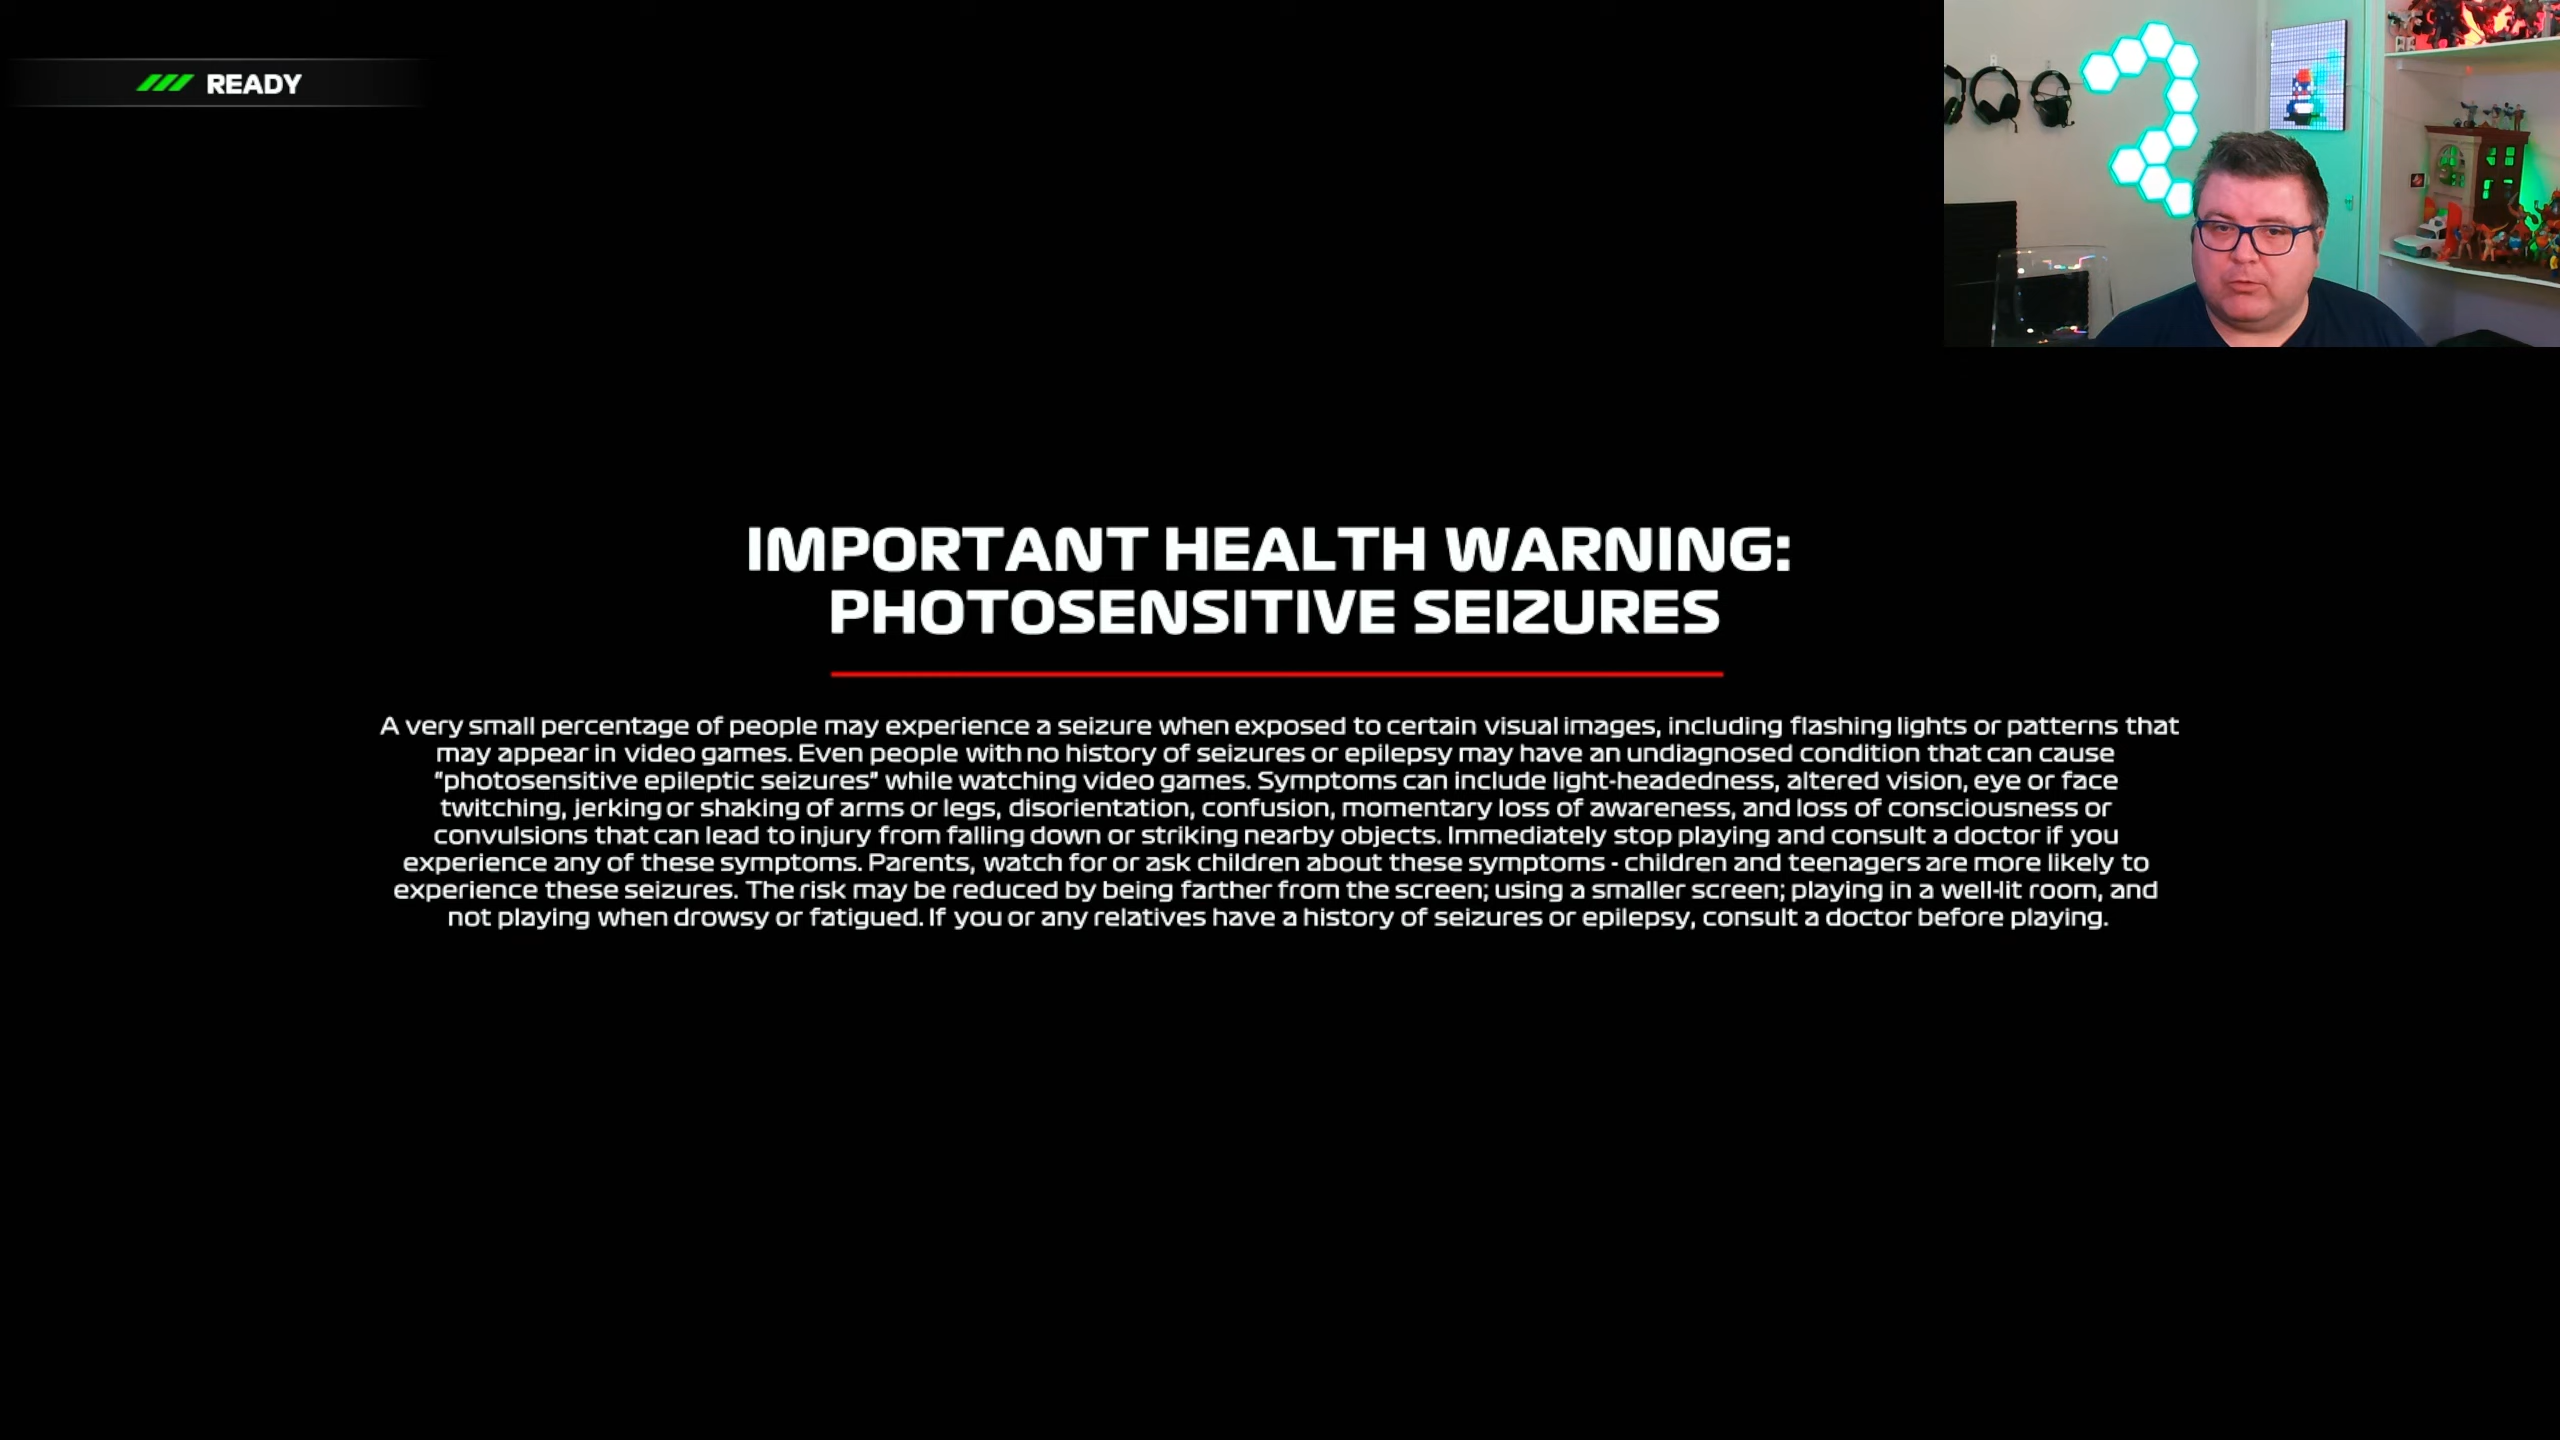 READY
IMPORTANT HEALTH WARNING:
PHOTOSENSITIVE SEIZURES
A very small percentage of people may experience a seizure when exposed to certain visual images, including flashing lights or patterns that
may appear in video games. Even people with no history of seizures or epilepsy may have an undiagnosed condition that can cause
"photosensitive epileptic seizures" while watching video games. Symptoms can include light-headedness, altered vision, eye or face
twitching, jerking or shaking of arms or legs, disorientation, confusion, momentary loss of awareness, and loss of consciousness or
convulsions that can lead to injury from falling down or striking nearby objects. Immediately stop playing and consult a doctor if you
experience any of these symptoms. Parents, watch for or ask children about these symptoms - children and teenagers are more likely to
experience these seizures. The risk may be reduced by being farther from the screen; using a smaller screen; playing in a well-lit room, and
not playing when drowsy or fatigued. If you or any relatives have a history of seizures or epilepsy, consult a doctor before playing.